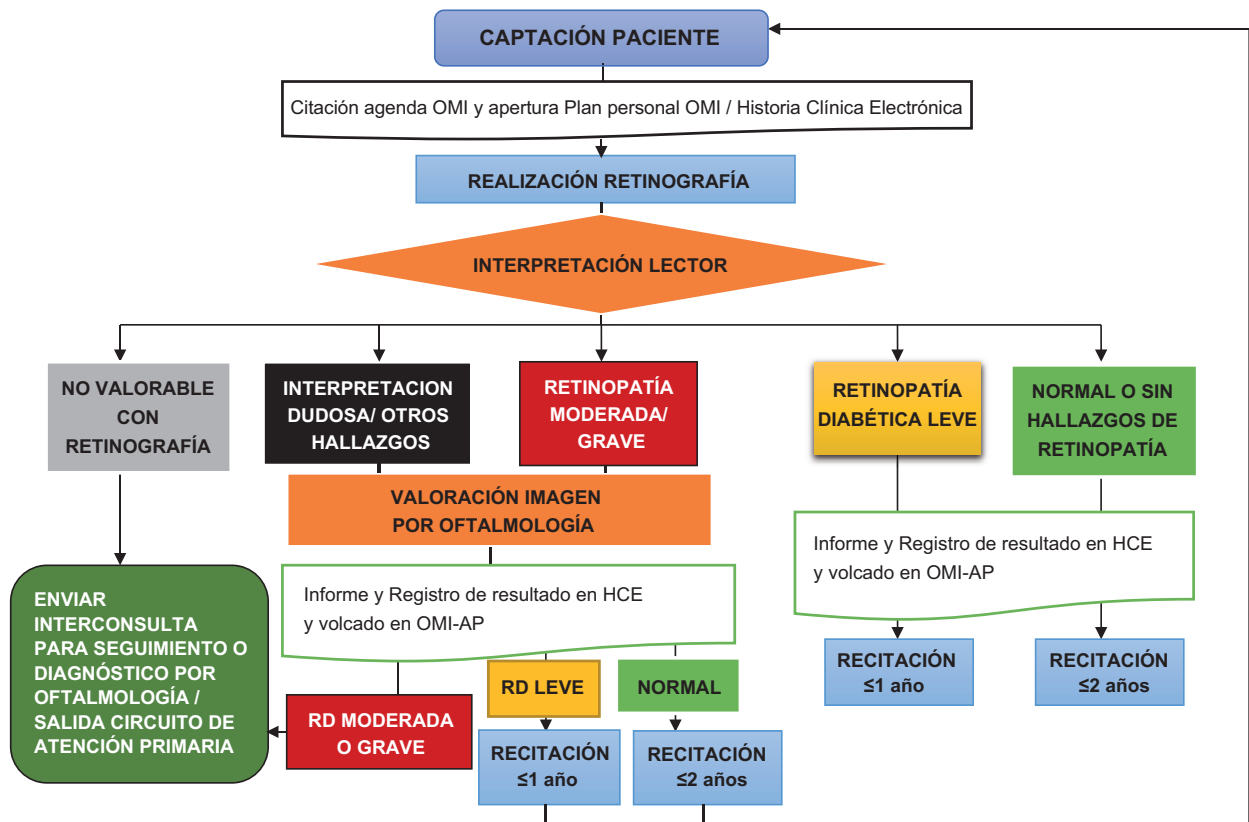 CAPTACIÓN PACIENTE
Citación agenda OMI y apertura Plan personal OMI / Historia Clínica Electrónica
REALIZACIÓN RETINOGRAFÍA
INTERPRETACIÓN LECTOR
NO VALORABLE
CON
RETINOGRAFÍA
INTERPRETACION
DUDOSA/ OTROS
HALLAZGOS
RETINOPATÍA
MODERADA/
GRAVE
RETINOPATÍA
DIABÉTICA LEVE
NORMAL O SIN
HALLAZGOS DE
RETINOPATÍA
VALORACIÓN IMAGEN
POR OFTALMOLOGÍA
Informe y Registro de resultado en HCE
y volcado en OMI-AP
Informe y Registro de resultado en HCE
y volcado en OMI-AP
ENVIAR
INTERCONSULTA
PARA SEGUIMIENTO O
DIAGNÓSTICO POR
OFTALMOLOGÍA /
SALIDA CIRCUITO DE
ATENCIÓN PRIMARIA
RD MODERADA
O GRAVE
RD LEVE
NORMAL
RECITACIÓN
≤1 año
RECITACIÓN
≤2 años
RECITACIÓN
≤1 año
RECITACIÓN
≤2 años